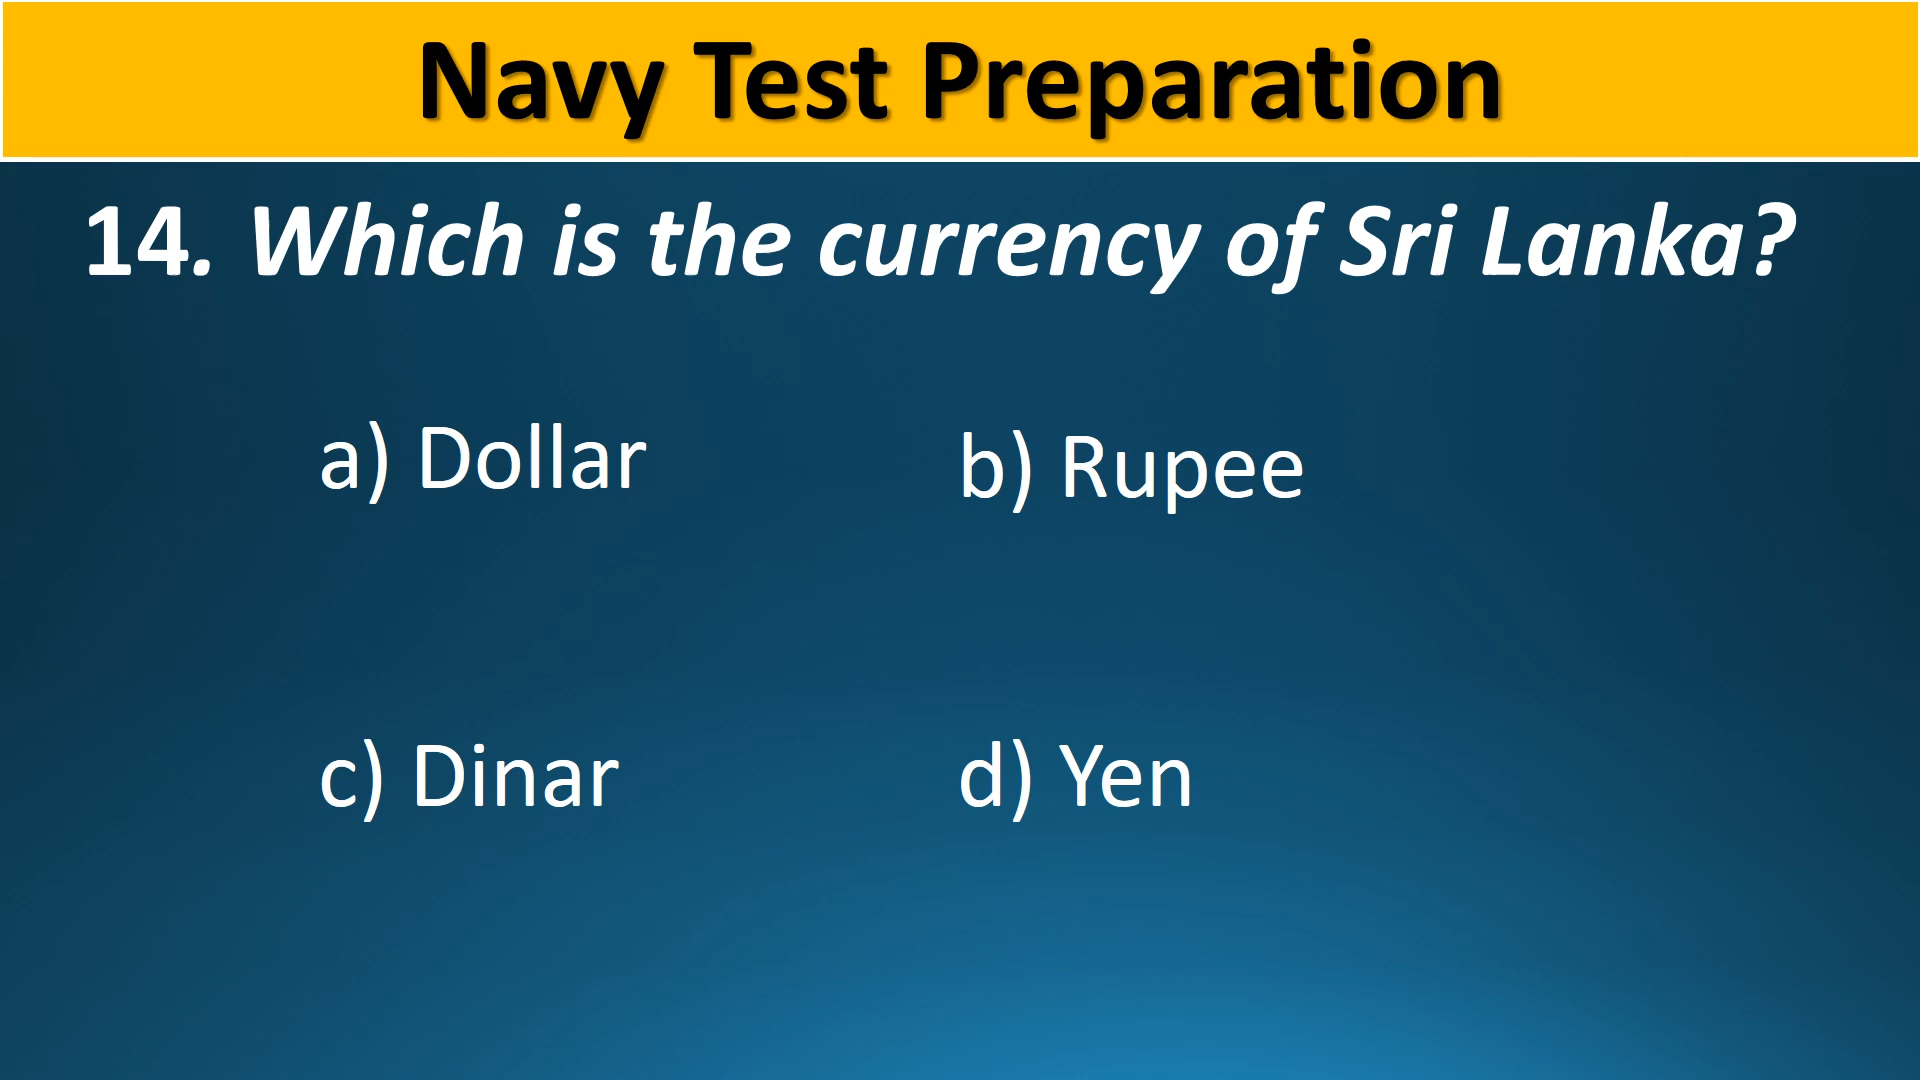 Navy Test Preparation
14. Which is the currency of Sri Lanka?
a) Dollar
b) Rupee
c) Dinar
d) Yen